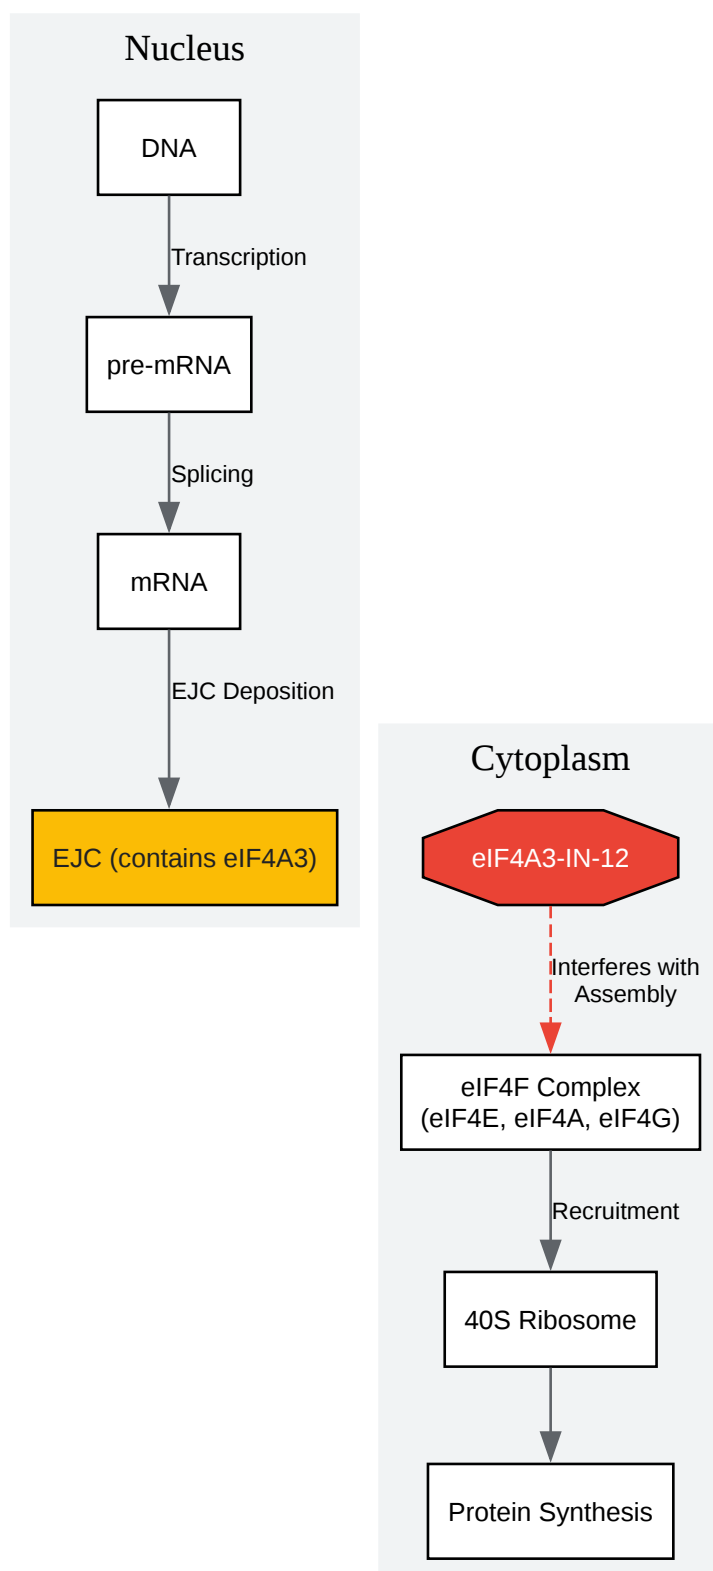 Nucleus
DNA
Transcription
pre-mRNA
Splicing
mRNA
EJC Deposition
EJC (contains eIF4A3)
Cytoplasm
eIF4A3-IN-12
Interferes with
Assembly
eIF4F Complex
(eIF4E, eIF4A, eIF4G)
Recruitment
40S Ribosome
Protein Synthesis